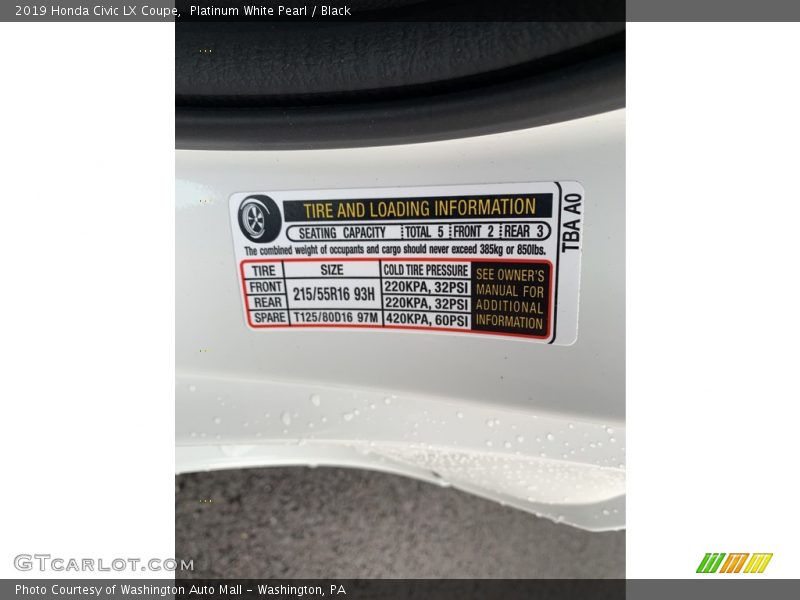 2019 Honda Civic LX Coupe,  Platinum White Pearl / Black
TIRE AND LOADING INFORMATION
SEATING CAPACITY TOTAL 5 FRONT 2 REAR 3
The combined weight of occupants and cargo should never exceed 385kg or 850lbs.
TIRE SIZE COLD TIRE PRESSURE
FRONT 215/55R16 93H 220KPA, 32PSI
REAR 220KPA, 32PSI
SPARE T125/80D16 97M 420KPA, 60PSI
SEE OWNER'S
MANUAL FOR
ADDITIONAL
INFORMATION
TBA A0
GTCARLOT.COM
Photo Courtesy of Washington Auto Mall - Washington, PA